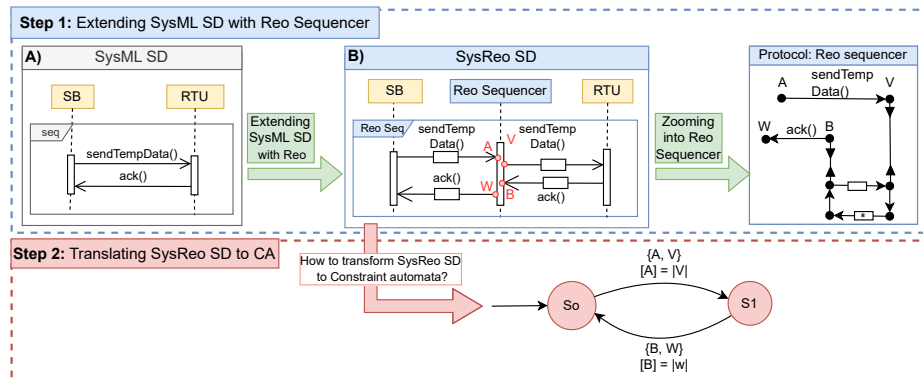 Step 1: Extending SysML SD with Reo Sequencer
A)
SysML SD
SB
RTU
seq
sendTempData()
ack()
Extending
SysML SD
with Reo
B)
SysReo SD
SB
Reo Sequencer
RTU
Reo Seq
sendTemp
Data()
A
V
sendTemp
Data()
ack()
W
B
ack()
Zooming
into Reo
Sequencer
Protocol: Reo sequencer
A
sendTemp
Data()
V
W
ack()
B
*
Step 2: Translating SysReo SD to CA
How to transform SysReo SD
to Constraint automata?
{A, V}
[A] = |V|
So
S1
{B, W}
[B] = |w|